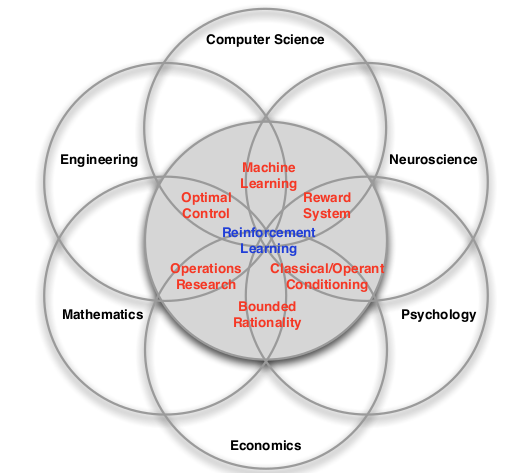 Computer Science
Engineering
Neuroscience
Machine
Learning
Optimal
Control
Reward
System
Reinforcement
Learning
Operations
Research
Classical/Operant
Conditioning
Bounded
Rationality
Mathematics
Psychology
Economics